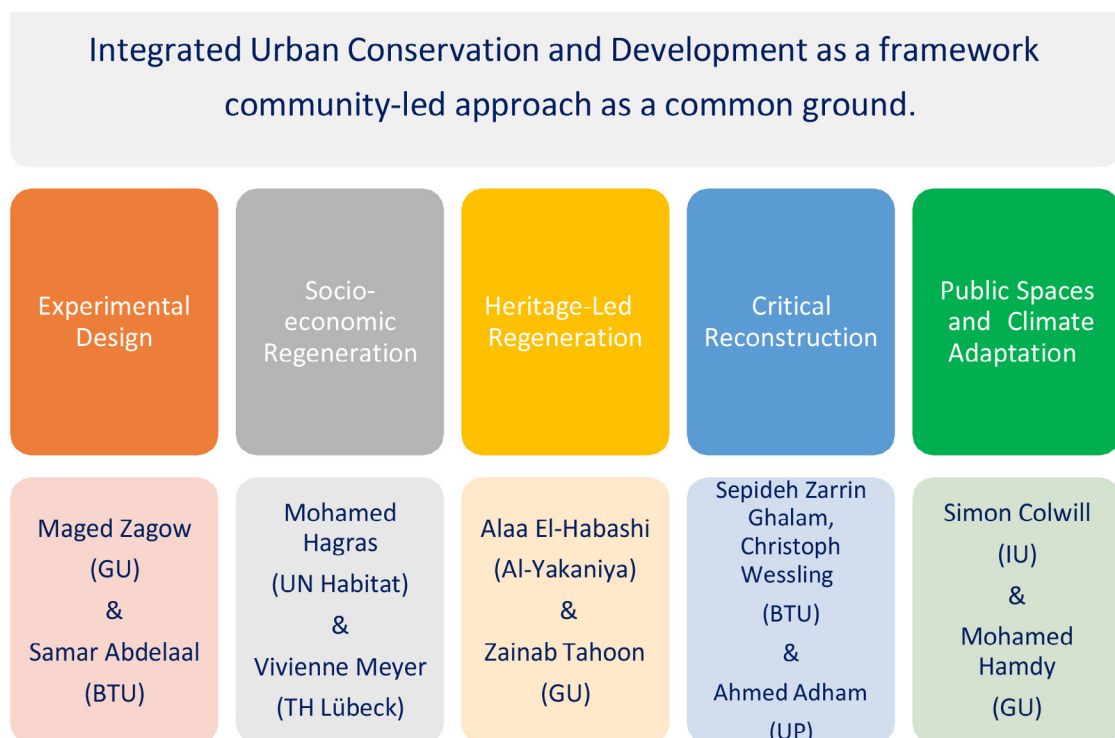 Integrated Urban Conservation and Development as a framework
community-led approach as a common ground.
Experimental
Design
Socio-
economic
Regeneration
Heritage-Led
Regeneration
Critical
Reconstruction
Public Spaces
and Climate
Adaptation
Maged Zagow
(GU)
&
Samar Abdelaal
(BTU)
Mohamed
Hagras
(UN Habitat)
&
Vivienne Meyer
(TH Lübeck)
Alaa El-Habashi
(Al-Yakaniya)
&
Zainab Tahoon
(GU)
Sepideh Zarrin
Ghalam,
Christoph
Wessling
(BTU)
&
Ahmed Adham
(UP)
Simon Colwill
(IU)
&
Mohamed
Hamdy
(GU)